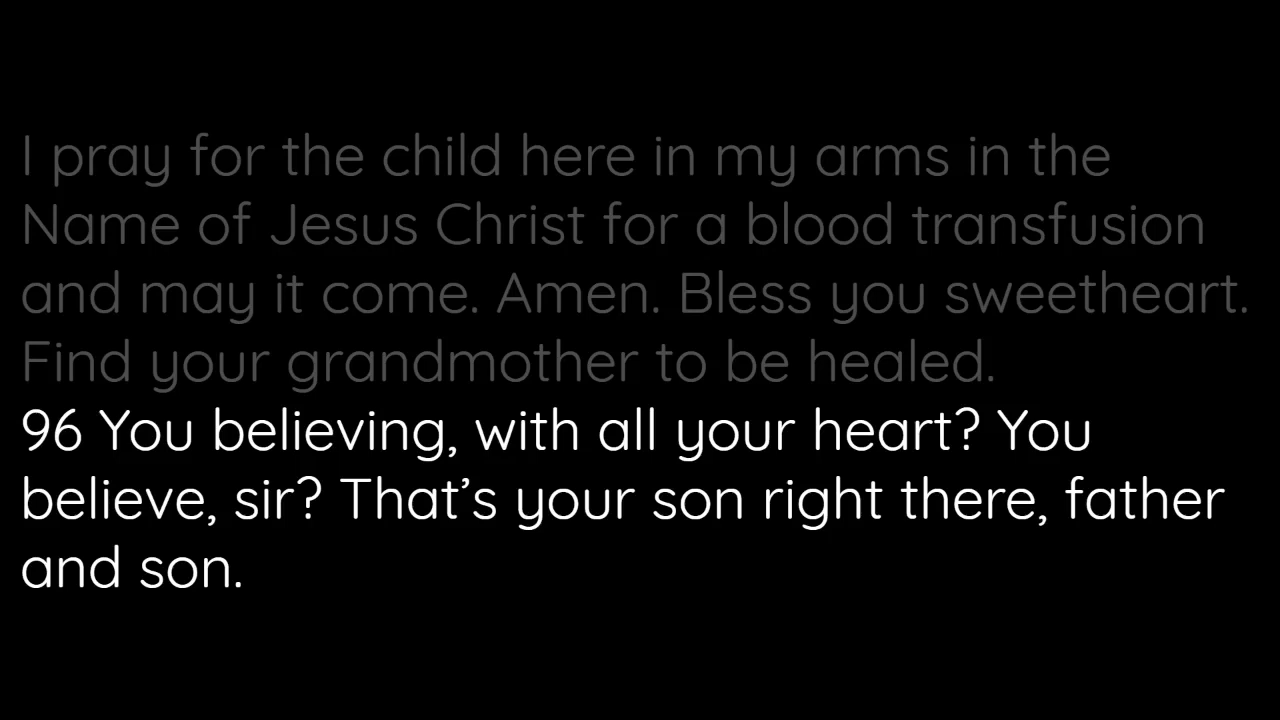 I pray for the child here in my arms in the
Name of Jesus Christ for a blood transfusion
and may it come. Amen. Bless you sweetheart.
Find your grandmother to be healed.
96 You believing, with all your heart? You
believe, sir? That’s your son right there, father
and son.